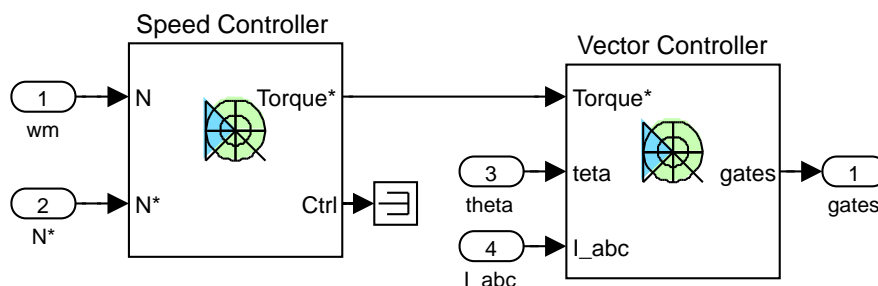 Speed Controller
Vector Controller
1
wm
N
Torque*
Torque*
2
N*
N*
Ctrl
3
theta
teta
gates
1
gates
4
I_abc
I_abc